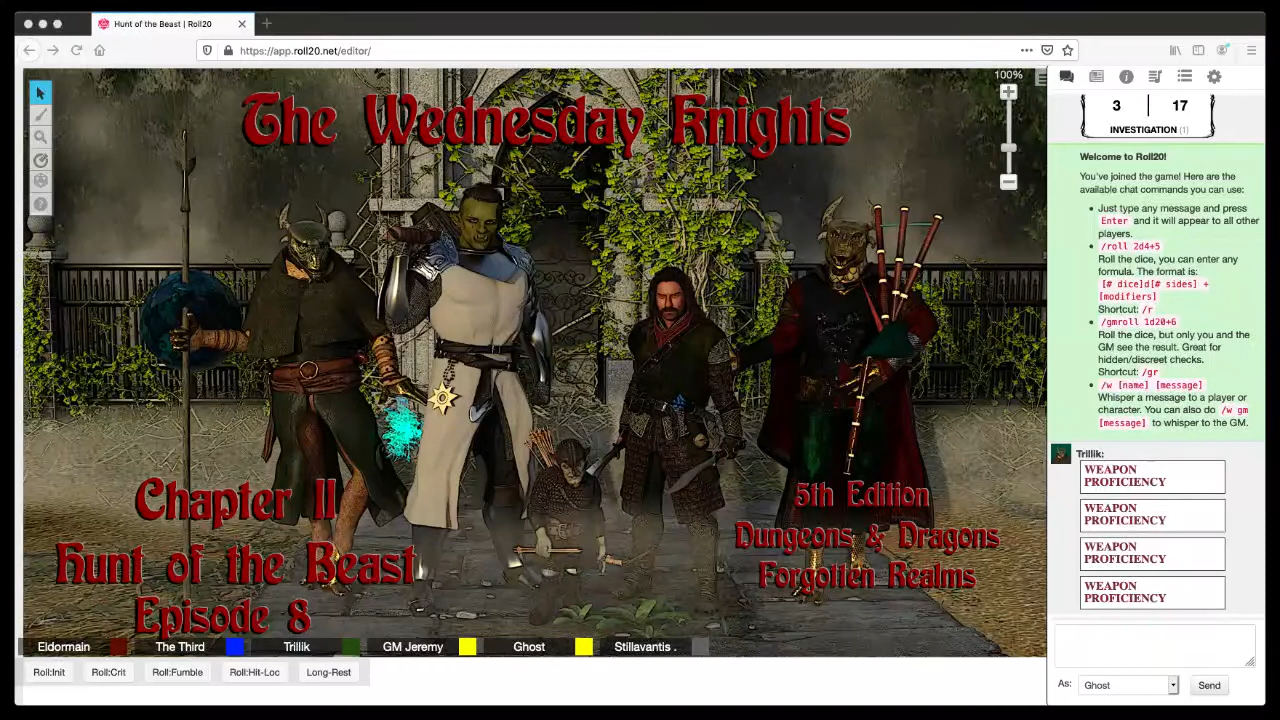 Hunt of the Beast | Roll20
https://app.roll20.net/editor/
100%
The Wednesday Knights
Chapter II
Hunt of the Beast
Episode 8
5th Edition
Dungeons & Dragons
Forgotten Realms
Eldormain
The Third
Trillik
GM Jeremy
Ghost
Stillavantis .
Roll:Init
Roll:Crit
Roll:Fumble
Roll:Hit-Loc
Long-Rest
3
17
INVESTIGATION (1)
Welcome to Roll20!
You've joined the game! Here are the
available chat commands you can use:
Just type any message and press
Enter and it will appear to all other
players.
/roll 2d4+5
Roll the dice, you can enter any
formula. The format is:
[# dice]d[# sides] +
[modifiers]
Shortcut: /r
/gmroll 1d20+6
Roll the dice, but only you and the
GM see the result. Great for
hidden/discreet checks.
Shortcut: /gr
/w [name] [message]
Whisper a message to a player or
character. You can also do /w gm
[message] to whisper to the GM.
Trillik:
WEAPON
PROFICIENCY
WEAPON
PROFICIENCY
WEAPON
PROFICIENCY
WEAPON
PROFICIENCY
As:
Ghost
Send